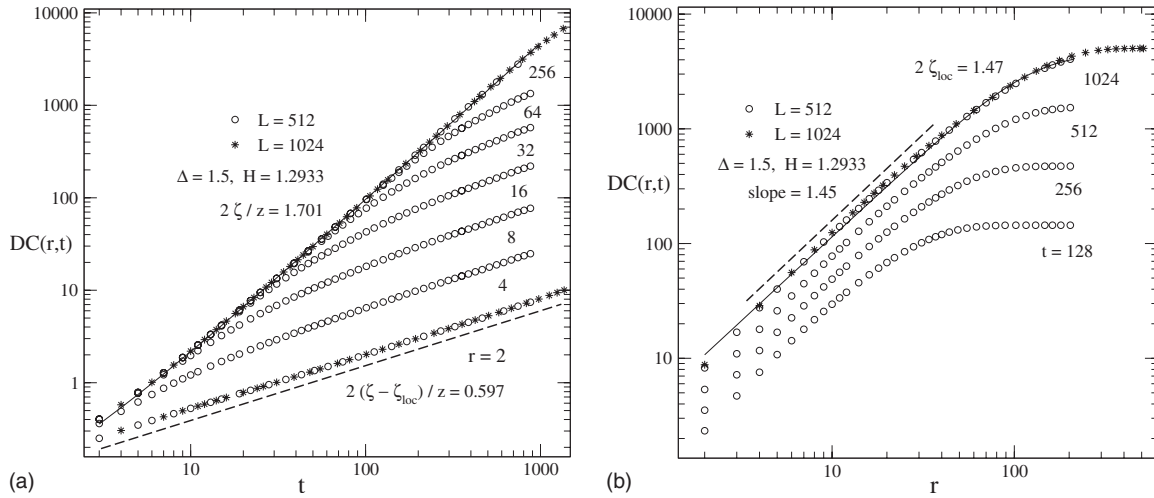 10000
1000
100
10
1
DC(r,t)
○ L = 512
* L = 1024
Δ = 1.5, H = 1.2933
2 ζ / z = 1.701
256
64
32
16
8
4
r = 2
2 (ζ − ζloc) / z = 0.597
10
100
1000
t
(a)
10000
1000
100
10
DC(r,t)
2 ζloc = 1.47
○ L = 512
* L = 1024
Δ = 1.5, H = 1.2933
slope = 1.45
1024
512
256
t = 128
10
100
r
(b)